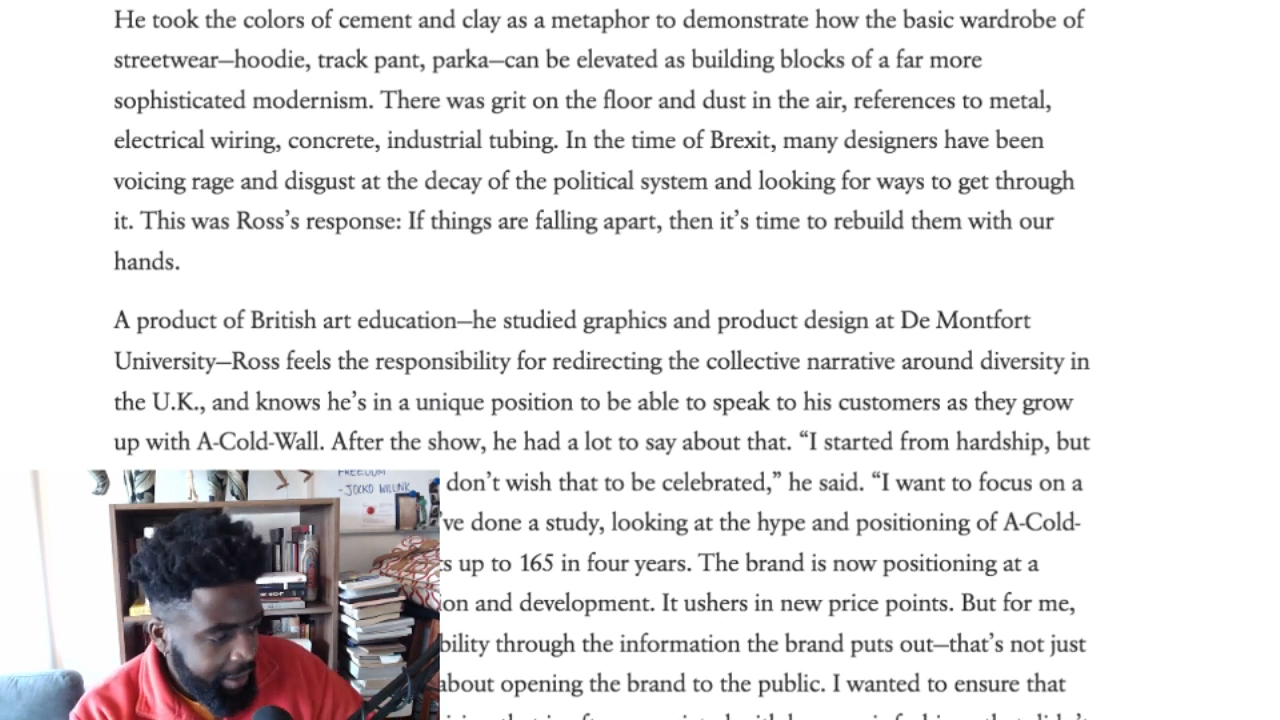 He took the colors of cement and clay as a metaphor to demonstrate how the basic wardrobe of
streetwear—hoodie, track pant, parka—can be elevated as building blocks of a far more
sophisticated modernism. There was grit on the floor and dust in the air, references to metal,
electrical wiring, concrete, industrial tubing. In the time of Brexit, many designers have been
voicing rage and disgust at the decay of the political system and looking for ways to get through
it. This was Ross’s response: If things are falling apart, then it’s time to rebuild them with our
hands.
A product of British art education—he studied graphics and product design at De Montfort
University—Ross feels the responsibility for redirecting the collective narrative around diversity in
the U.K., and knows he’s in a unique position to be able to speak to his customers as they grow
up with A-Cold-Wall. After the show, he had a lot to say about that. “I started from hardship, but
don’t wish that to be celebrated,” he said. “I want to focus on a
’ve done a study, looking at the hype and positioning of A-Cold-
s up to 165 in four years. The brand is now positioning at a
on and development. It ushers in new price points. But for me,
bility through the information the brand puts out—that’s not just
about opening the brand to the public. I wanted to ensure that
FREEDOM
- JOCKO WILLINK